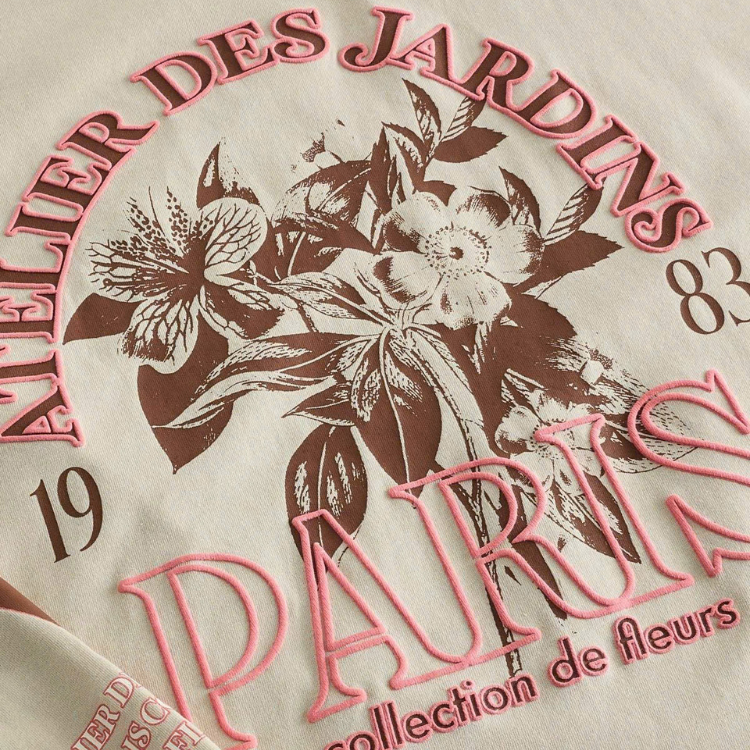 ATELIER DES JARDINS
19 83
PARIS
collection de fleurs